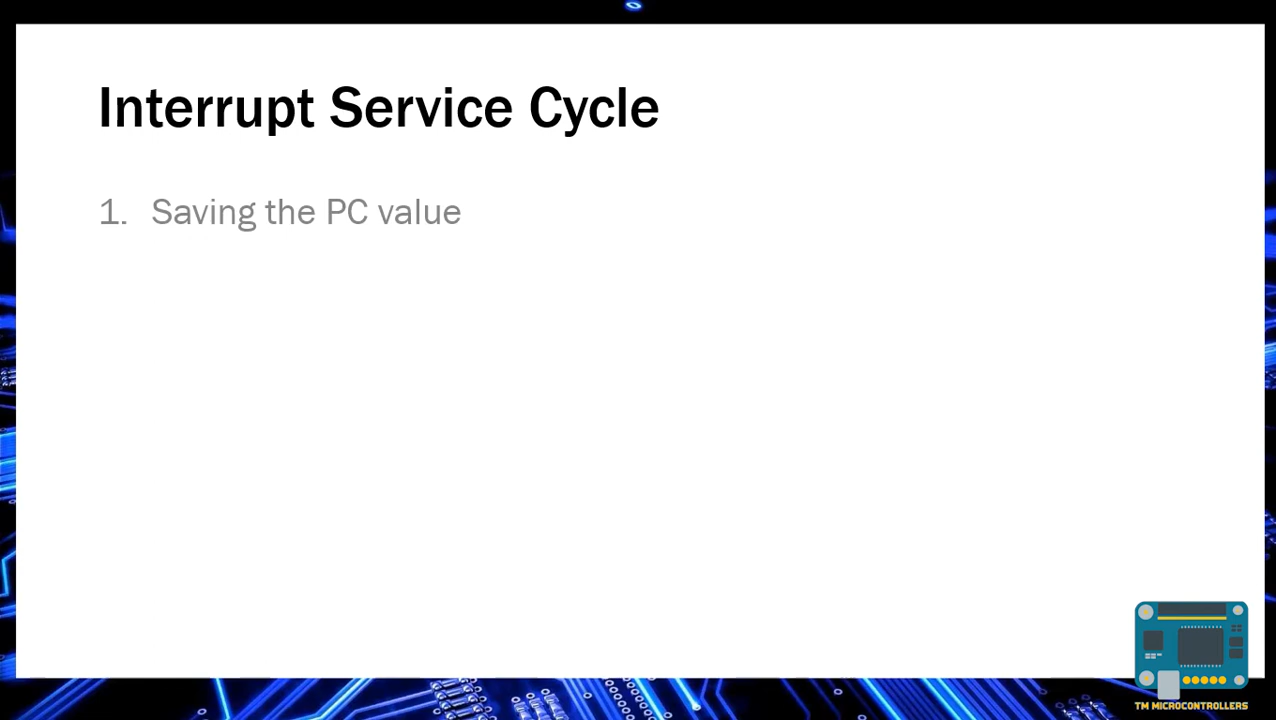 Interrupt Service Cycle
1. Saving the PC value
TM MICROCONTROLLERS